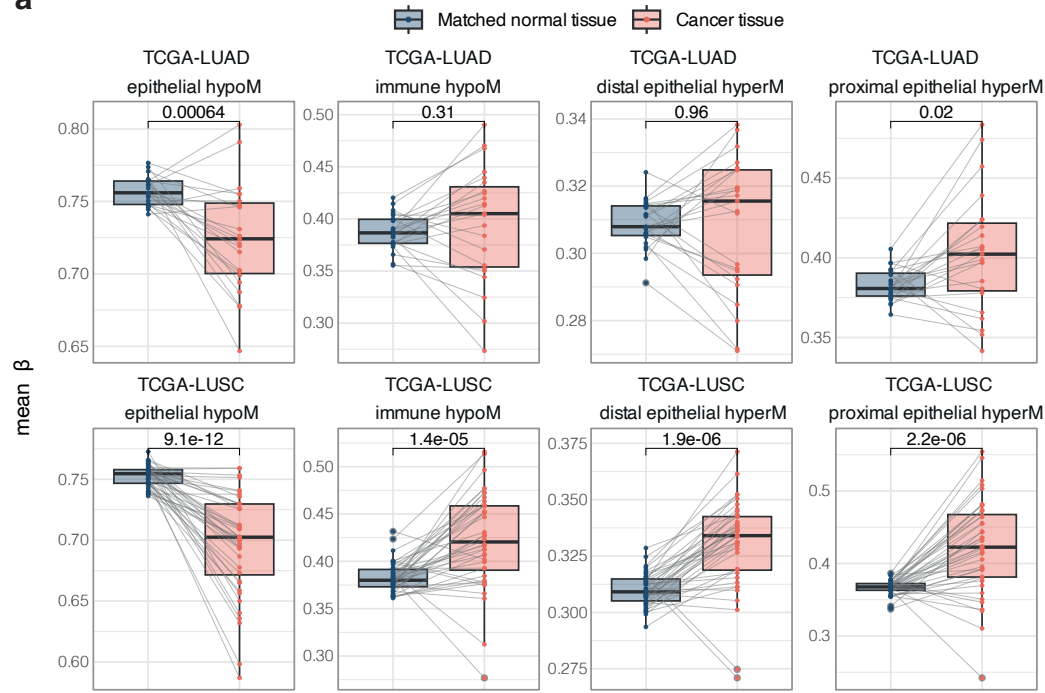 a
Matched normal tissue Cancer tissue
TCGA-LUAD TCGA-LUAD TCGA-LUAD TCGA-LUAD
epithelial hypoM immune hypoM distal epithelial hyperM proximal epithelial hyperM
0.00064 0.31 0.96 0.02
0.80 0.75 0.70 0.65
0.50 0.45 0.40 0.35 0.30
0.34 0.32 0.30 0.28
0.45 0.40 0.35
mean β
TCGA-LUSC TCGA-LUSC TCGA-LUSC TCGA-LUSC
epithelial hypoM immune hypoM distal epithelial hyperM proximal epithelial hyperM
9.1e-12 1.4e-05 1.9e-06 2.2e-06
0.75 0.70 0.65 0.60
0.50 0.45 0.40 0.35 0.30
0.375 0.350 0.325 0.300 0.275
0.5 0.4 0.3